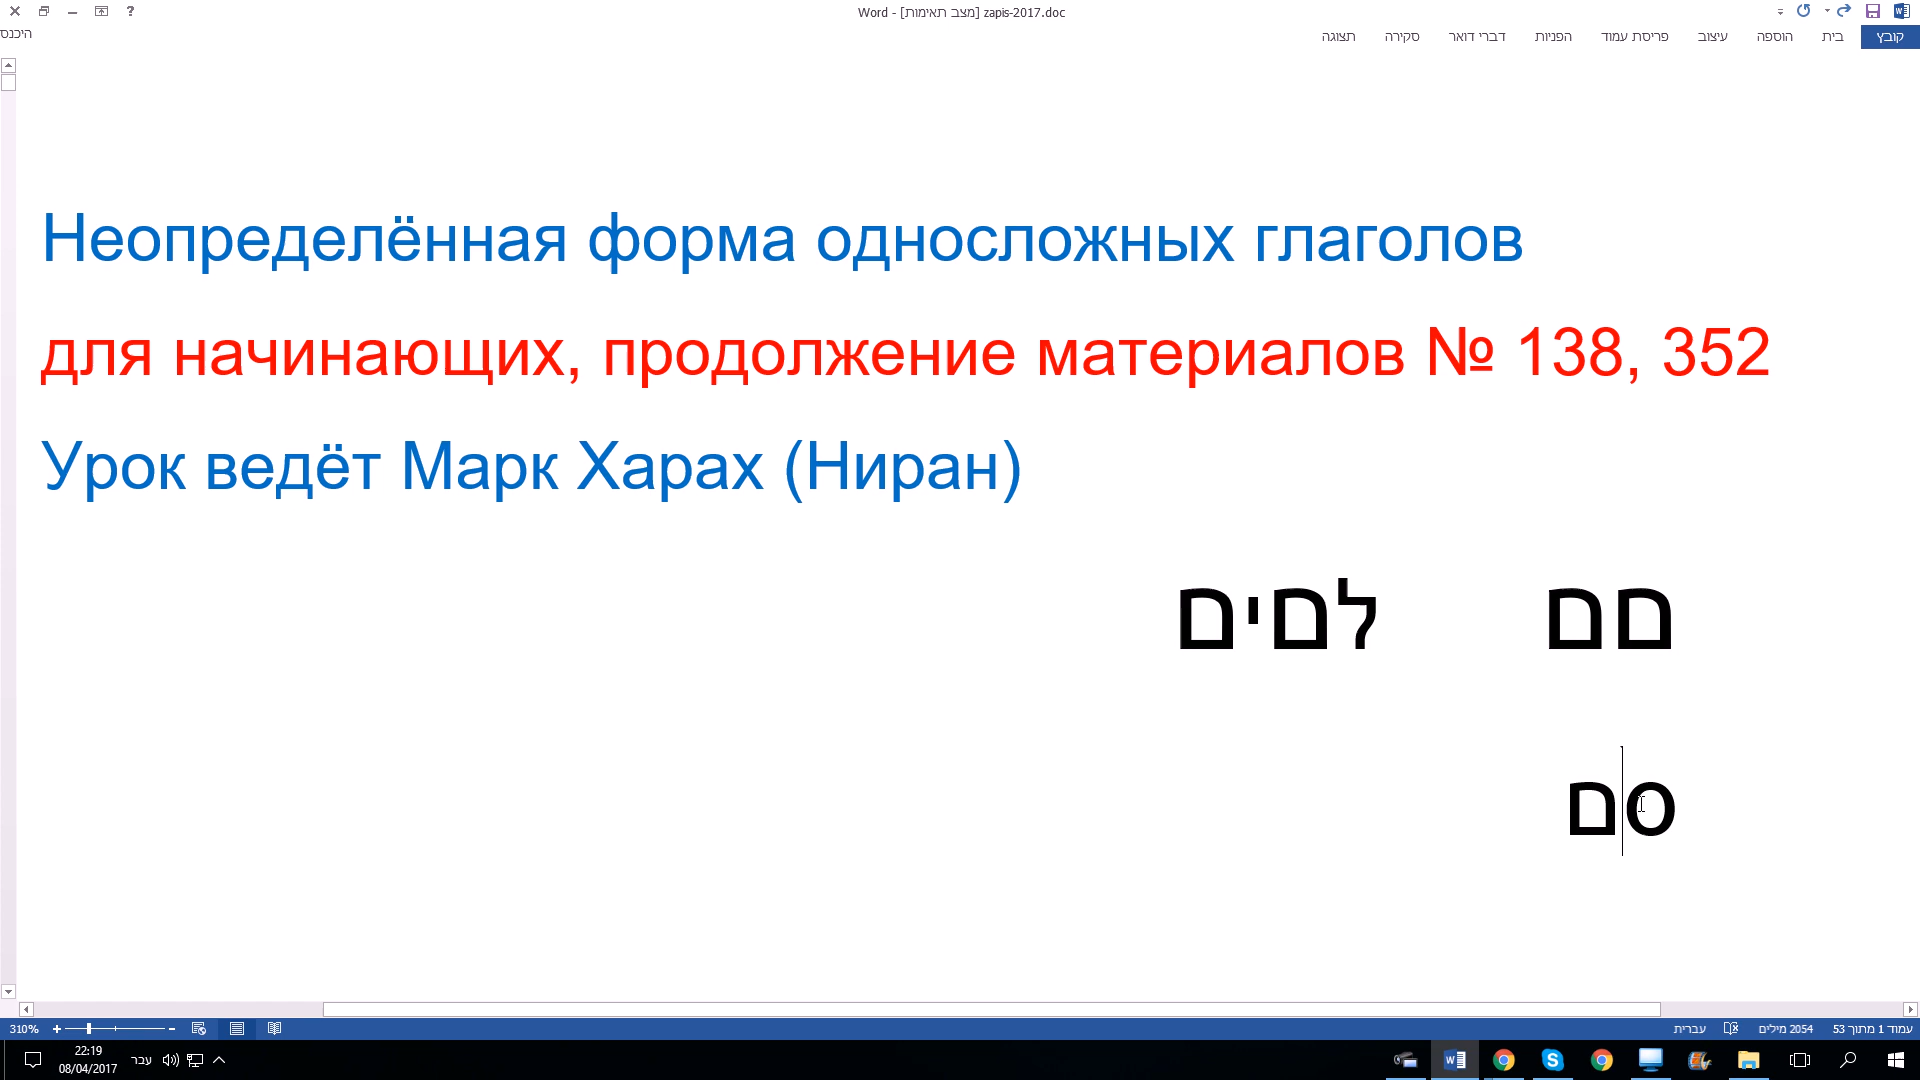 zapis-2017.doc [מצב תאימות] - Word
היכנס
קובץ בית הוספה עיצוב פריסת עמוד הפניות דברי דואר סקירה תצוגה
Неопределённая форма односложных глаголов
для начинающих, продолжение материалов № 138, 352
Урок ведёт Марк Харах (Ниран)
םם לםים
סם
עמוד 1 מתוך 53 2054 מילים עברית
310%
22:19
עבר
08/04/2017